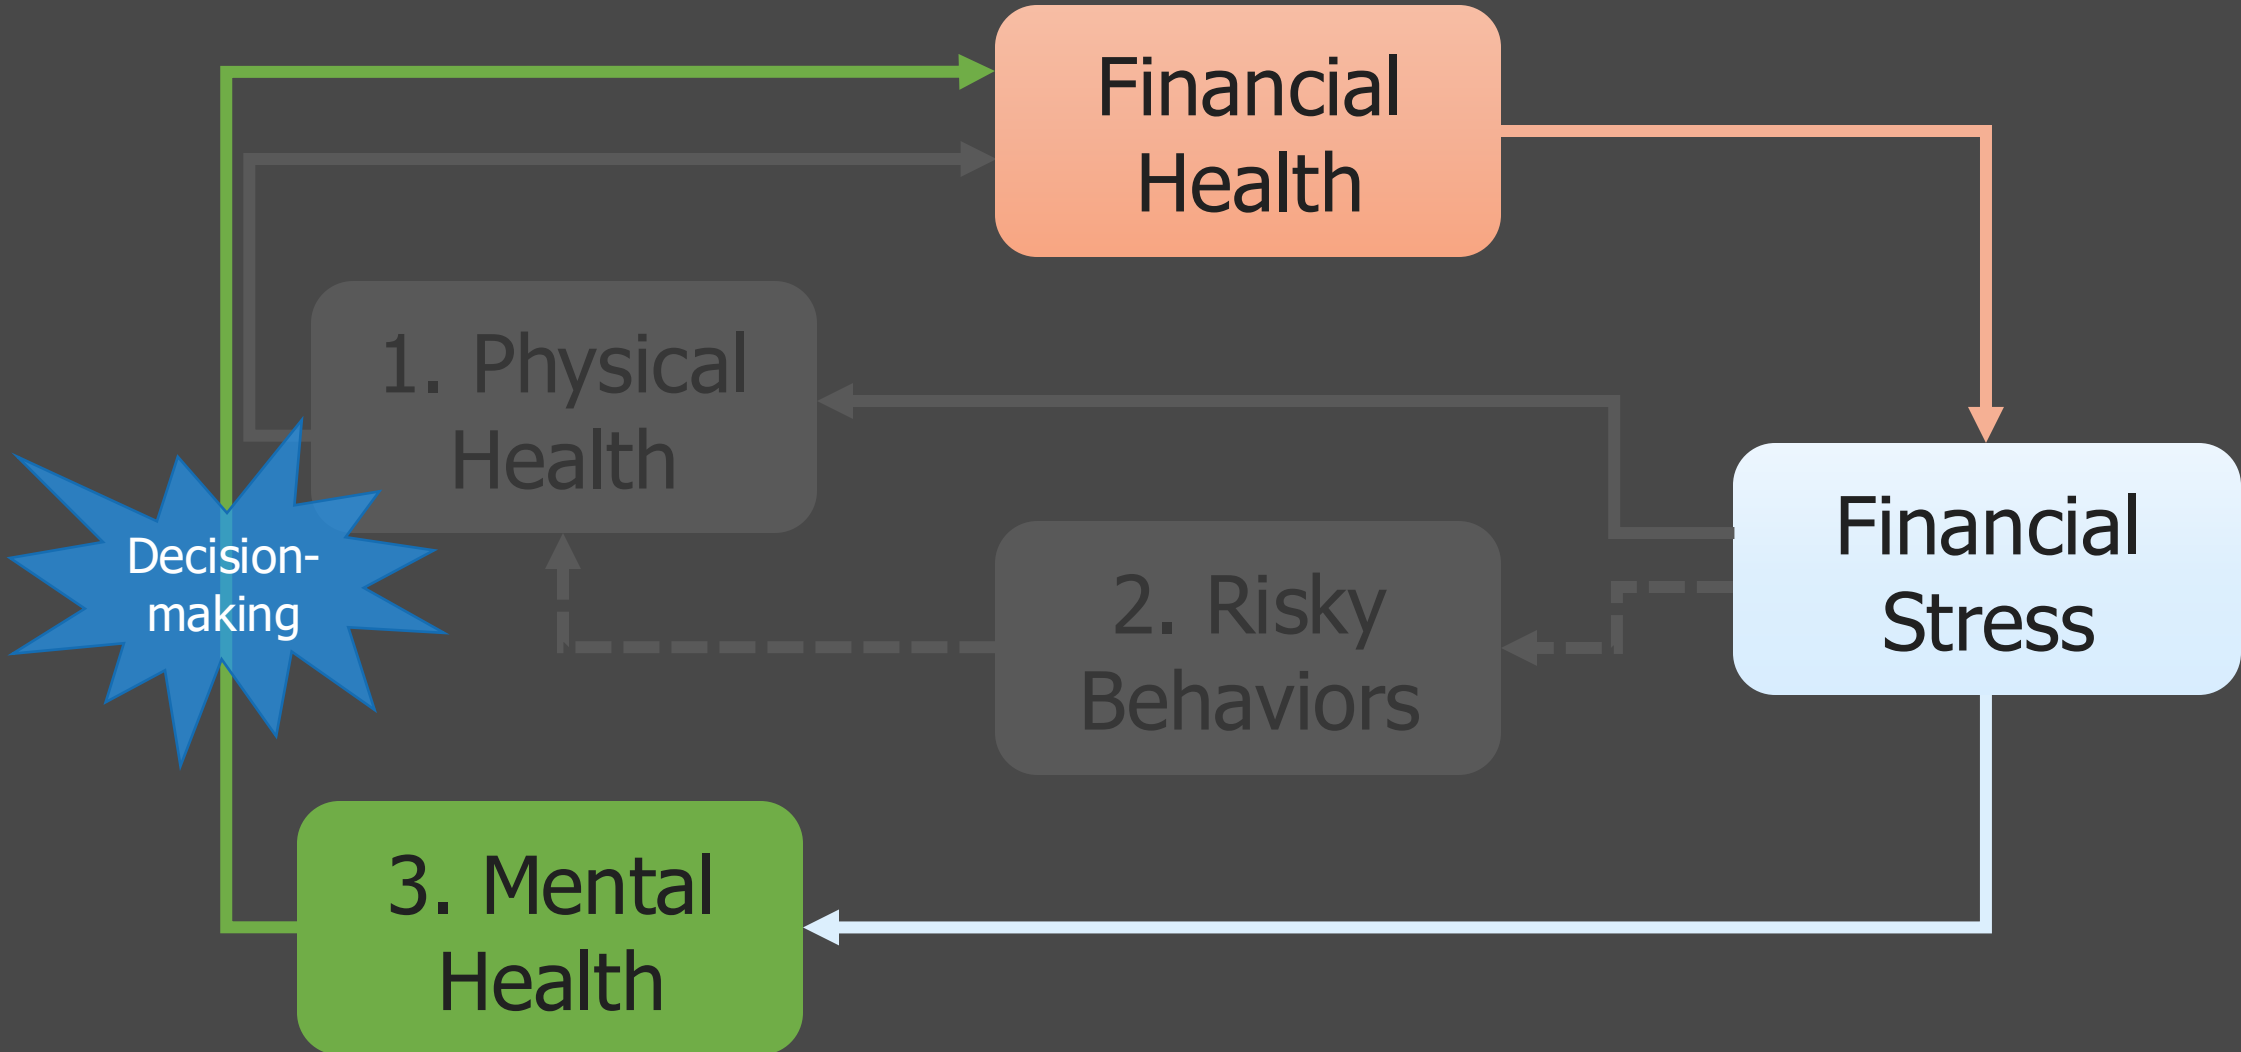 Financial
Health
1. Physical
Health
Financial
Stress
Decision-
making
2. Risky
Behaviors
3. Mental
Health